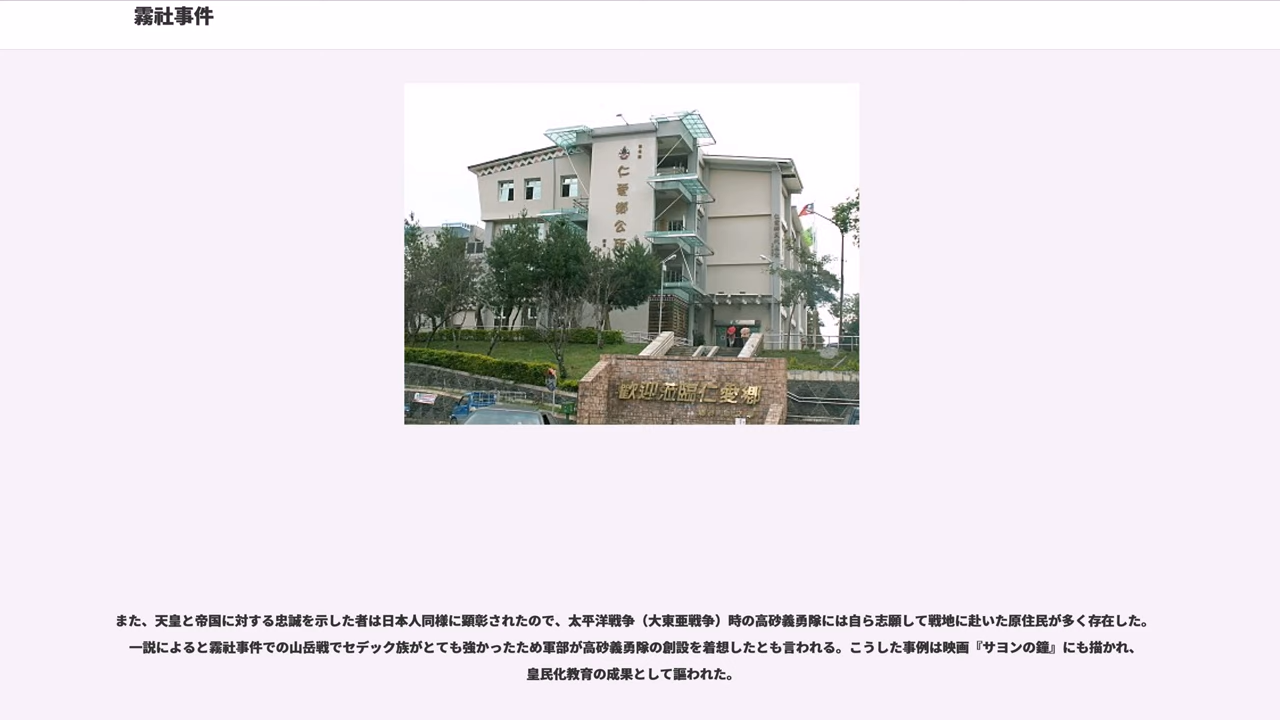 霧社事件
仁愛鄉公所
歡迎蒞臨仁愛鄉
また、天皇と帝国に対する忠誠を示した者は日本人同様に顕彰されたので、太平洋戦争（大東亜戦争）時の高砂義勇隊には自ら志願して戦地に赴いた原住民が多く存在した。
一説によると霧社事件での山岳戦でセデック族がとても強かったため軍部が高砂義勇隊の創設を着想したとも言われる。こうした事例は映画『サヨンの鐘』にも描かれ、
皇民化教育の成果として謳われた。